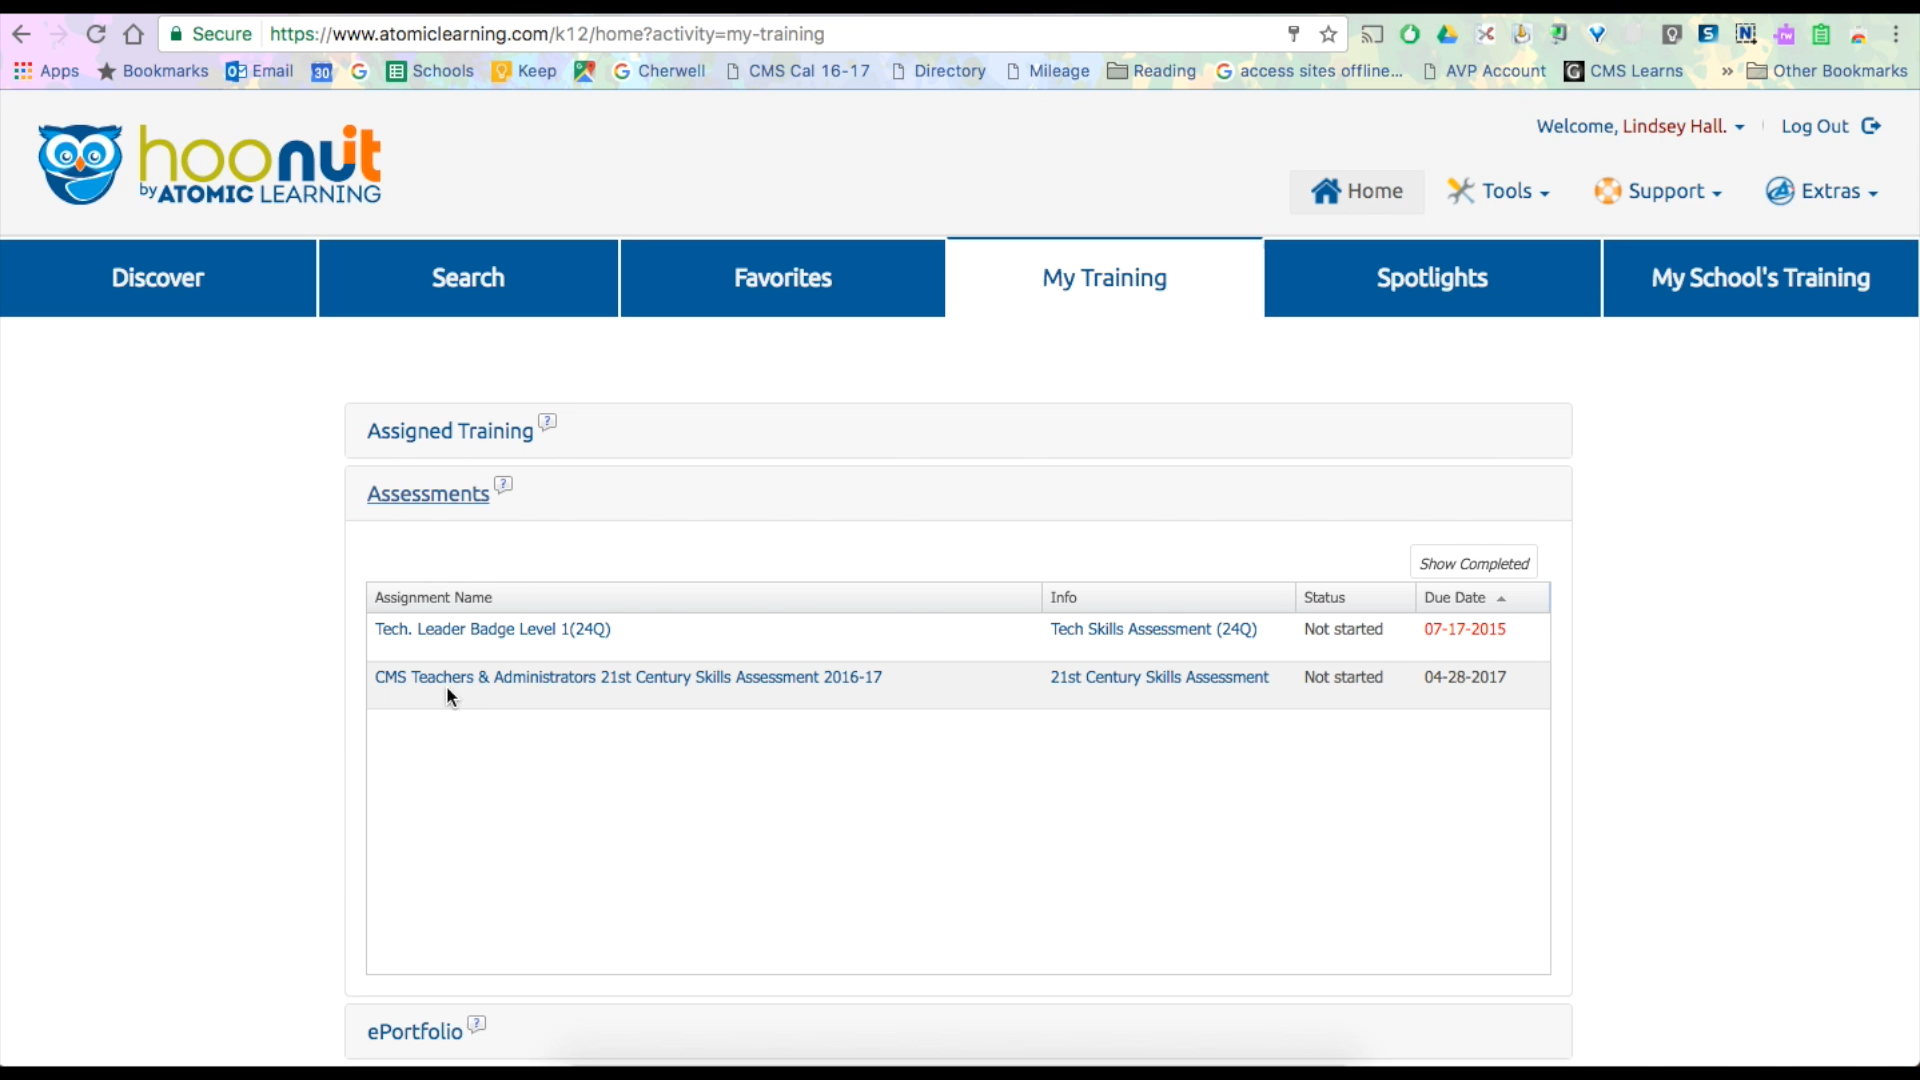 Secure https://www.atomiclearning.com/k12/home?activity=my-training
Apps Bookmarks Email 30 Schools Keep Cherwell CMS Cal 16-17 Directory Mileage Reading access sites offline... AVP Account CMS Learns » Other Bookmarks
hoonuit
by ATOMIC LEARNING
Welcome, Lindsey Hall. Log Out
Home Tools Support Extras
Discover Search Favorites My Training Spotlights My School's Training
Assigned Training ?
Assessments ?
Show Completed
Assignment Name Info Status Due Date
Tech. Leader Badge Level 1(24Q) Tech Skills Assessment (24Q) Not started 07-17-2015
CMS Teachers & Administrators 21st Century Skills Assessment 2016-17 21st Century Skills Assessment Not started 04-28-2017
ePortfolio ?